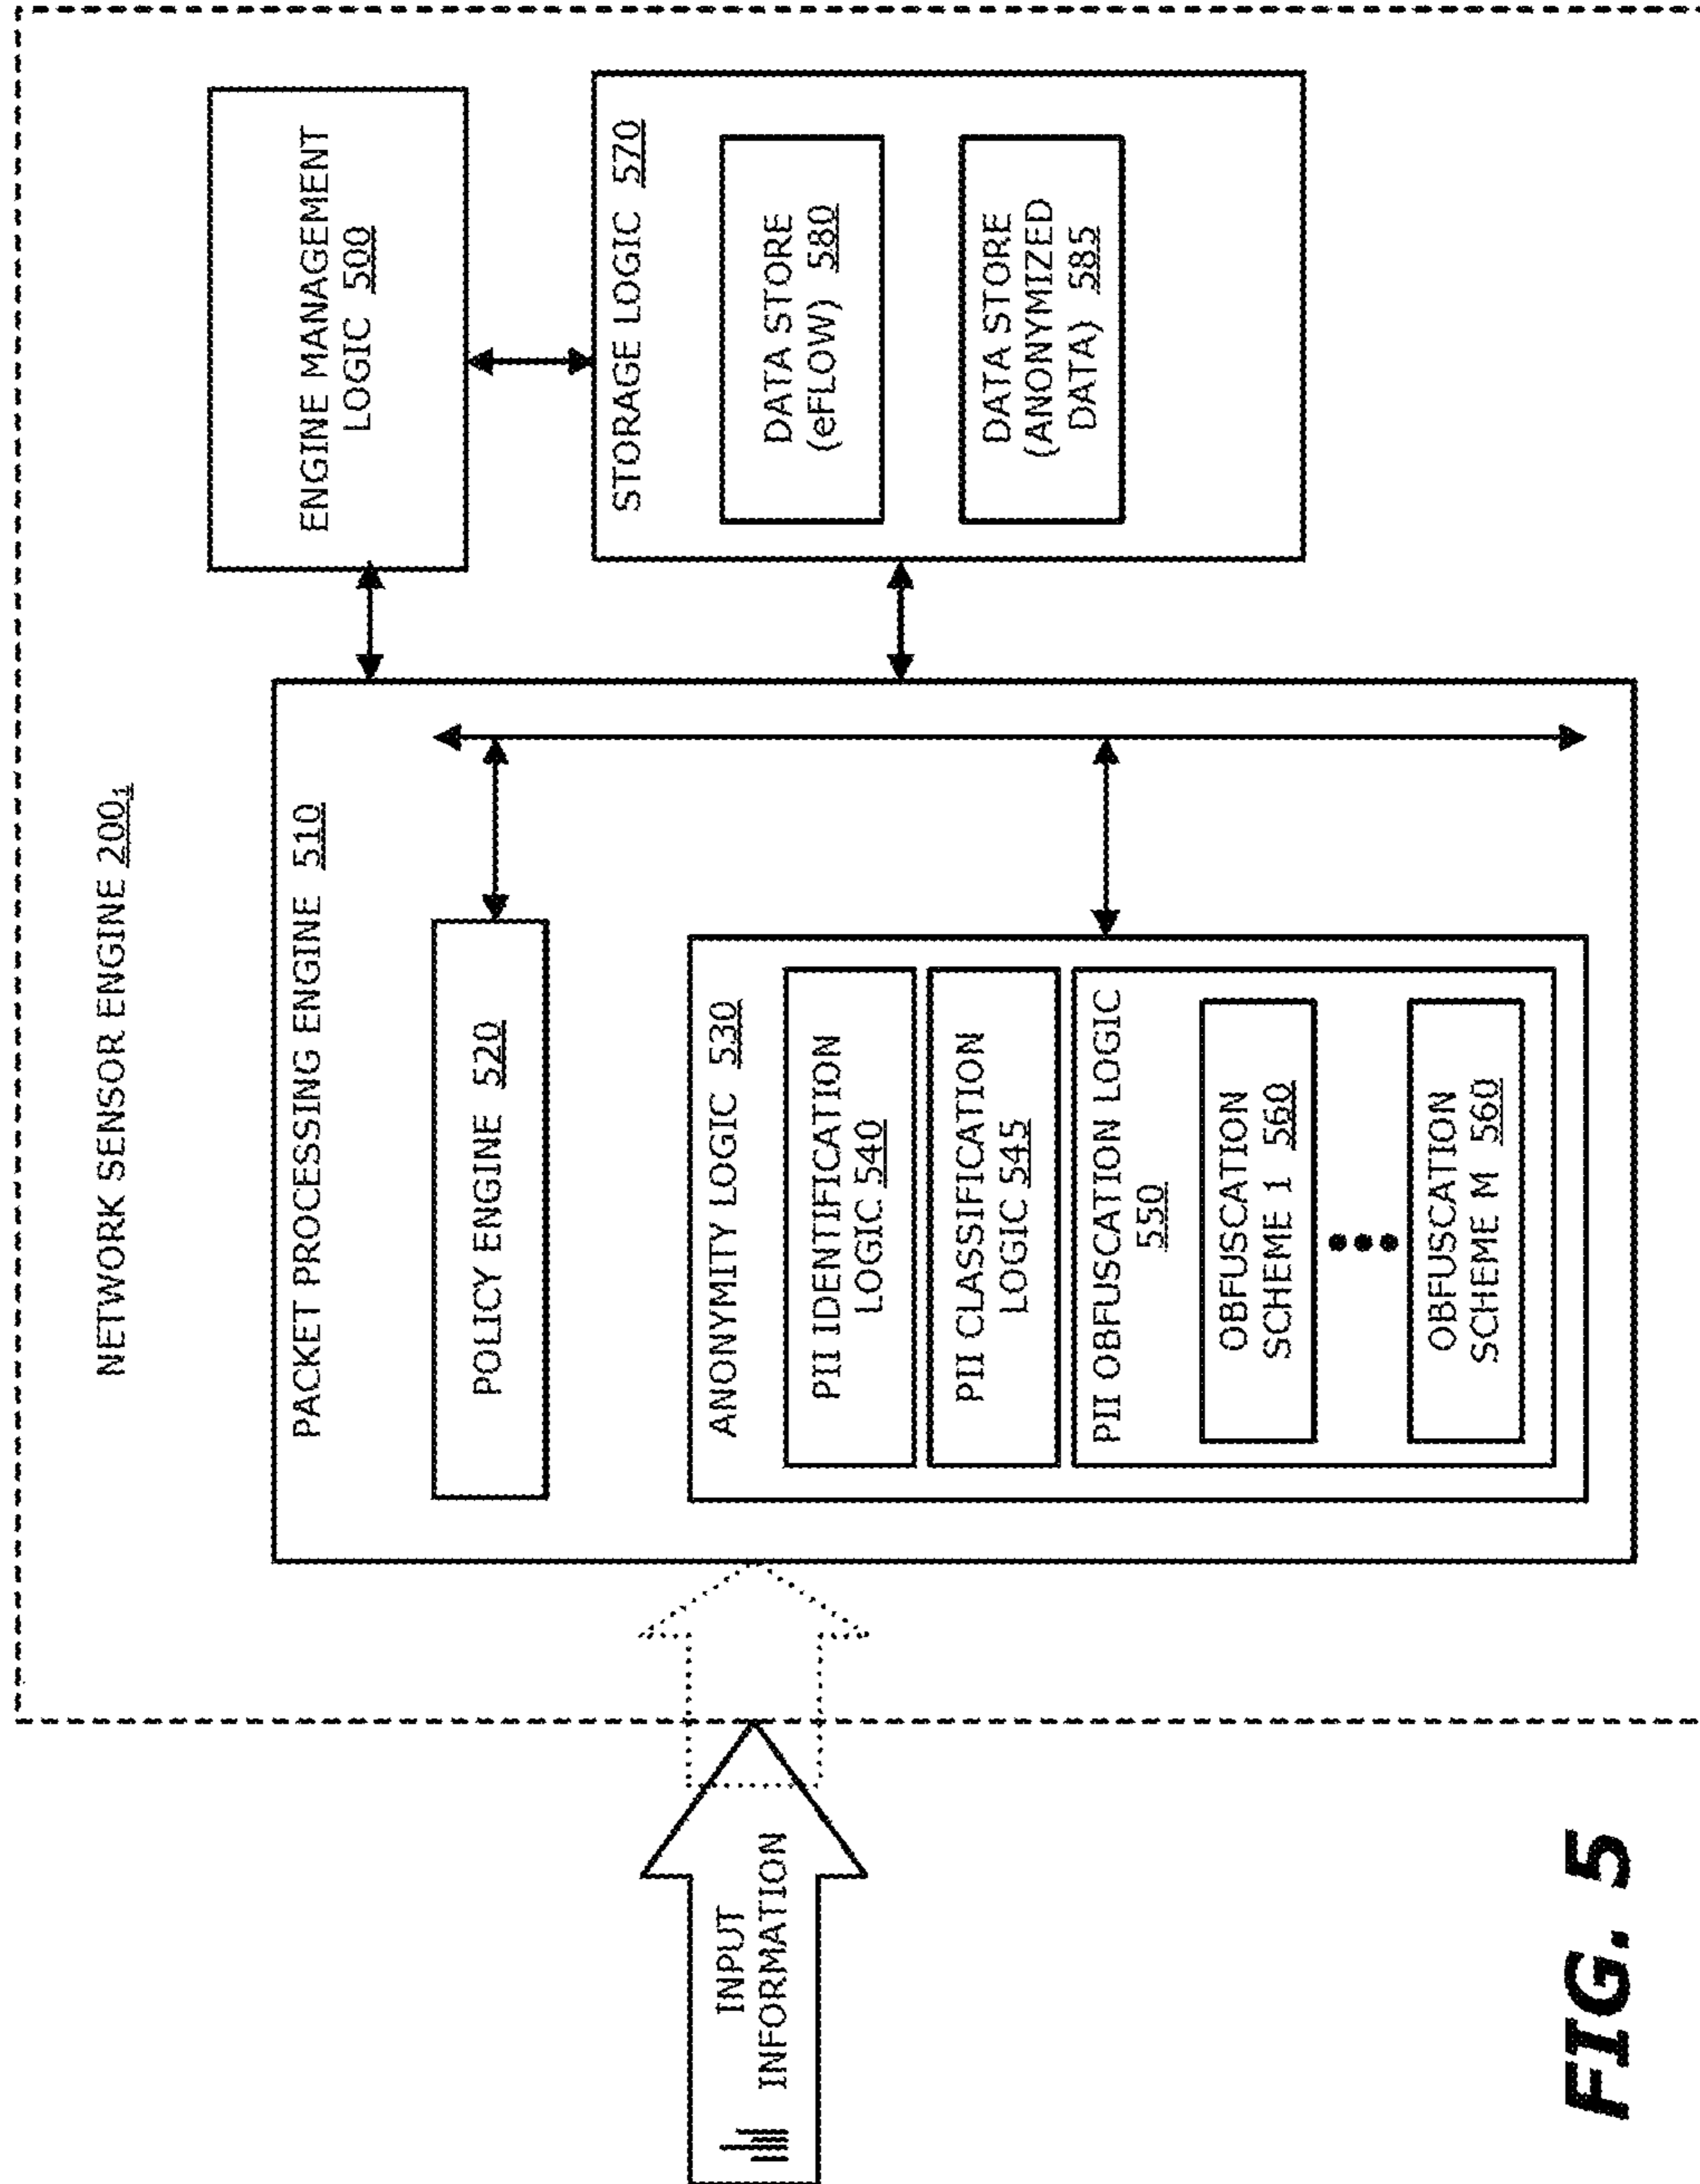 NETWORK SENSOR ENGINE 200₁
INPUT
INFORMATION
PACKET PROCESSING ENGINE 510
POLICY ENGINE 520
ANONYMITY LOGIC 530
PII IDENTIFICATION
LOGIC 540
PII CLASSIFICATION
LOGIC 545
PII OBFUSCATION LOGIC
550
OBFUSCATION
SCHEME 1 560
OBFUSCATION
SCHEME M 560
ENGINE MANAGEMENT
LOGIC 500
STORAGE LOGIC 570
DATA STORE
(eFLOW) 580
DATA STORE
(ANONYMIZED
DATA) 585
FIG. 5